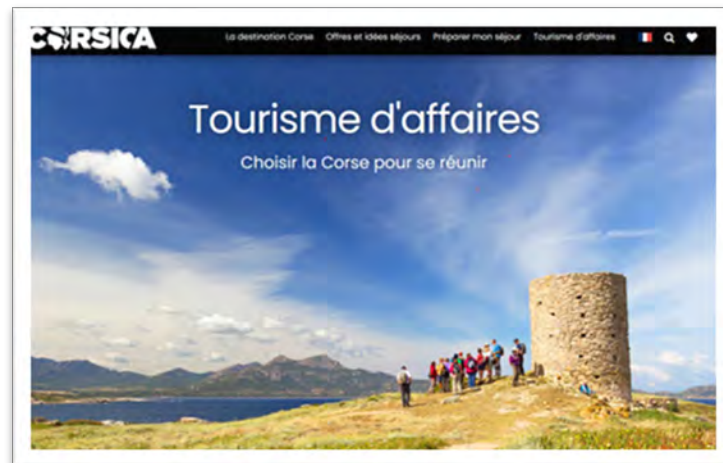 CORSICA
La destination Corse Offres et idées séjours Préparer mon séjour Tourisme d'affaires
Tourisme d'affaires
Choisir la Corse pour se réunir